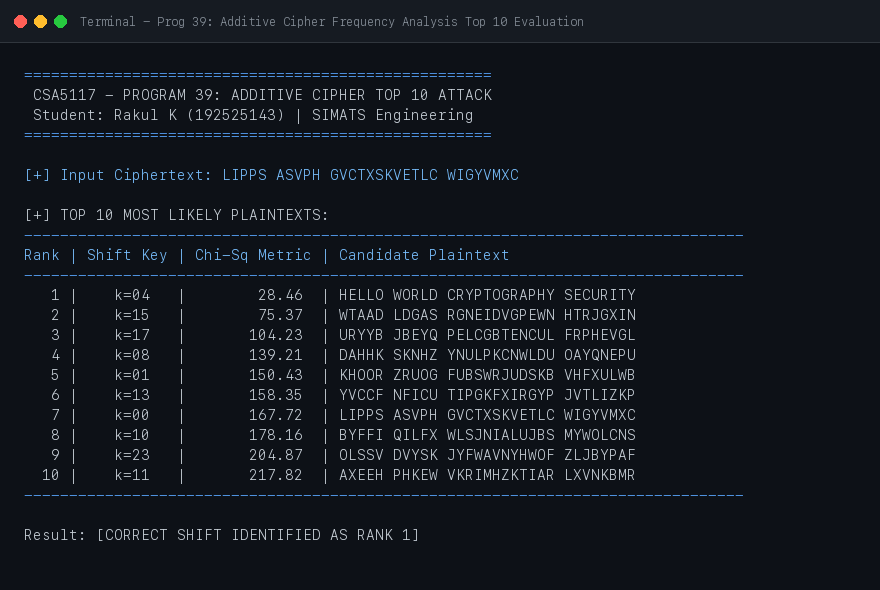 Terminal — Prog 39: Additive Cipher Frequency Analysis Top 10 Evaluation
====================================================
CSA5117 — PROGRAM 39: ADDITIVE CIPHER TOP 10 ATTACK
Student: Rakul K (192525143) | SIMATS Engineering
====================================================
[+] Input Ciphertext: LIPPS ASVPH GVCTXSKVETLC WIGYVMXC
[+] TOP 10 MOST LIKELY PLAINTEXTS:
--------------------------------------------------------------------------------
Rank | Shift Key | Chi-Sq Metric | Candidate Plaintext
--------------------------------------------------------------------------------
1 | k=04 | 28.46 | HELLO WORLD CRYPTOGRAPHY SECURITY
2 | k=15 | 75.37 | WTAAD LDGAS RGNEIDVGPEWN HTRJGXIN
3 | k=17 | 104.23 | URYYB JBEYQ PELCGBTENCUL FRPHEVGL
4 | k=08 | 139.21 | DAHHK SKNHZ YNULPKCNWLDU OAYQNEPU
5 | k=01 | 150.43 | KHOOR ZRUOG FUBSWRJUDSKB VHFXULWB
6 | k=13 | 158.35 | YVCCF NFICU TIPGKFXIRGYP JVTLIZKP
7 | k=00 | 167.72 | LIPPS ASVPH GVCTXSKVETLC WIGYVMXC
8 | k=10 | 178.16 | BYFFI QILFX WLSJNIALUJBS MYWOLCNS
9 | k=23 | 204.87 | OLSSV DVYSK JYFWAVNYHWOF ZLJBYPAF
10 | k=11 | 217.82 | AXEEH PHKEW VKRIMHZKTIAR LXVNKBMR
--------------------------------------------------------------------------------
Result: [CORRECT SHIFT IDENTIFIED AS RANK 1]